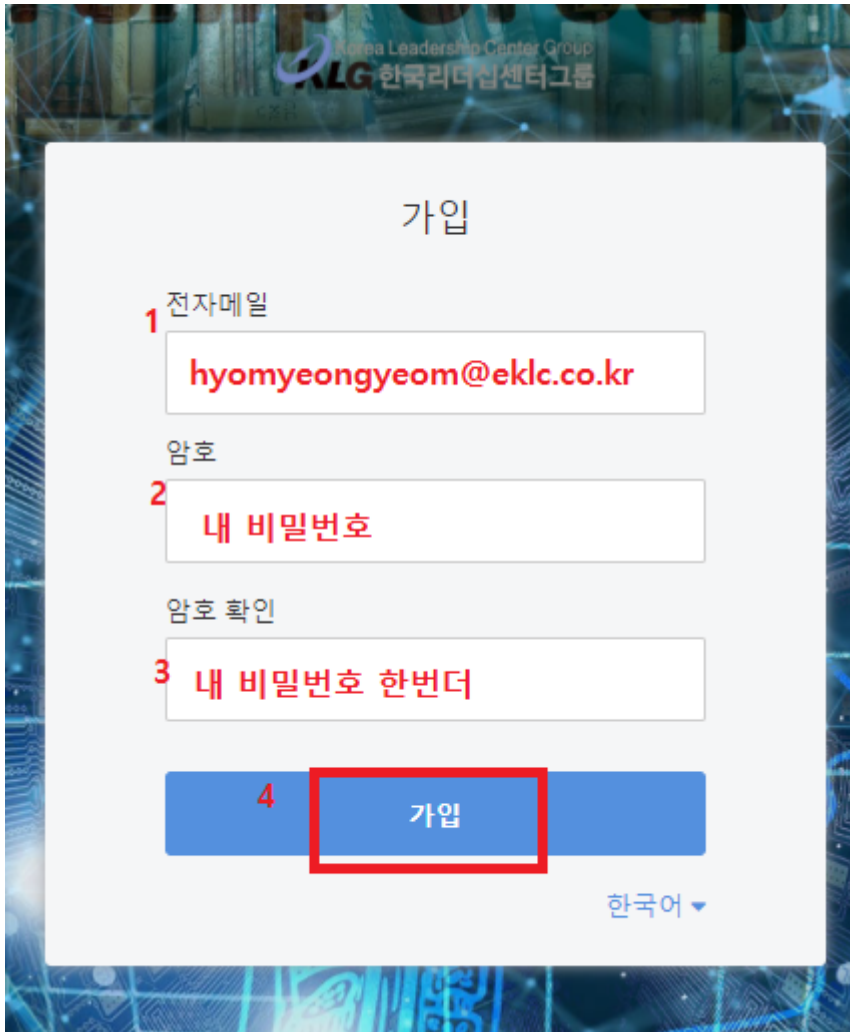 Korea Leadership Center Group
KLG 한국리더십센터그룹
가입
전자메일
1
hyomyeongyeom@eklc.co.kr
암호
2
내 비밀번호
암호 확인
3
내 비밀번호 한번더
4
가입
한국어